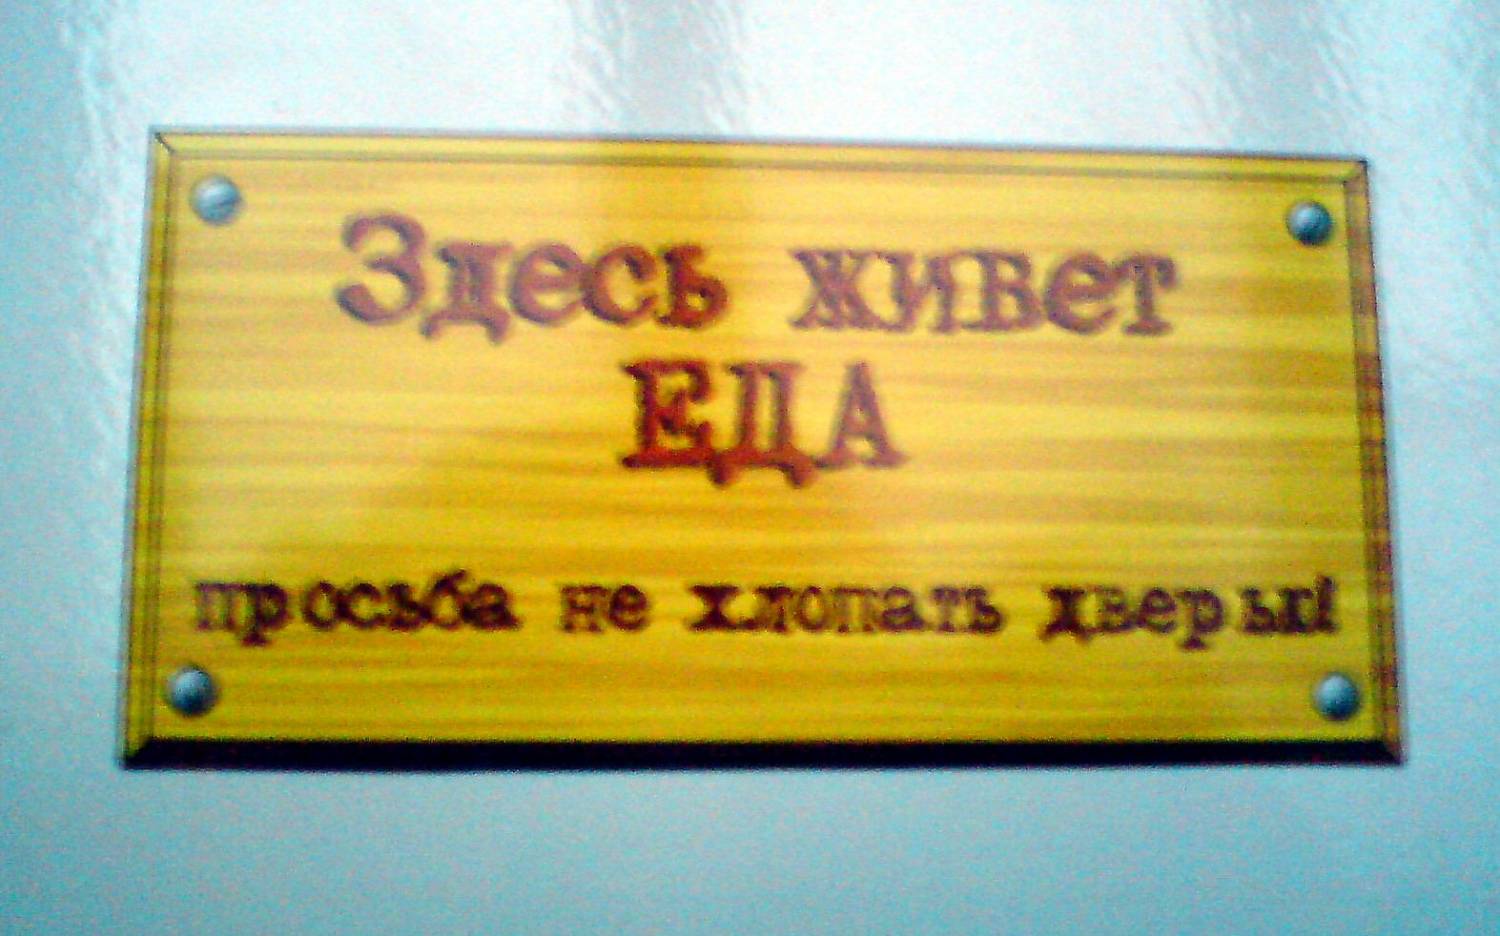 Здесь живет
ЕДА
просьба не хлопать дверью!